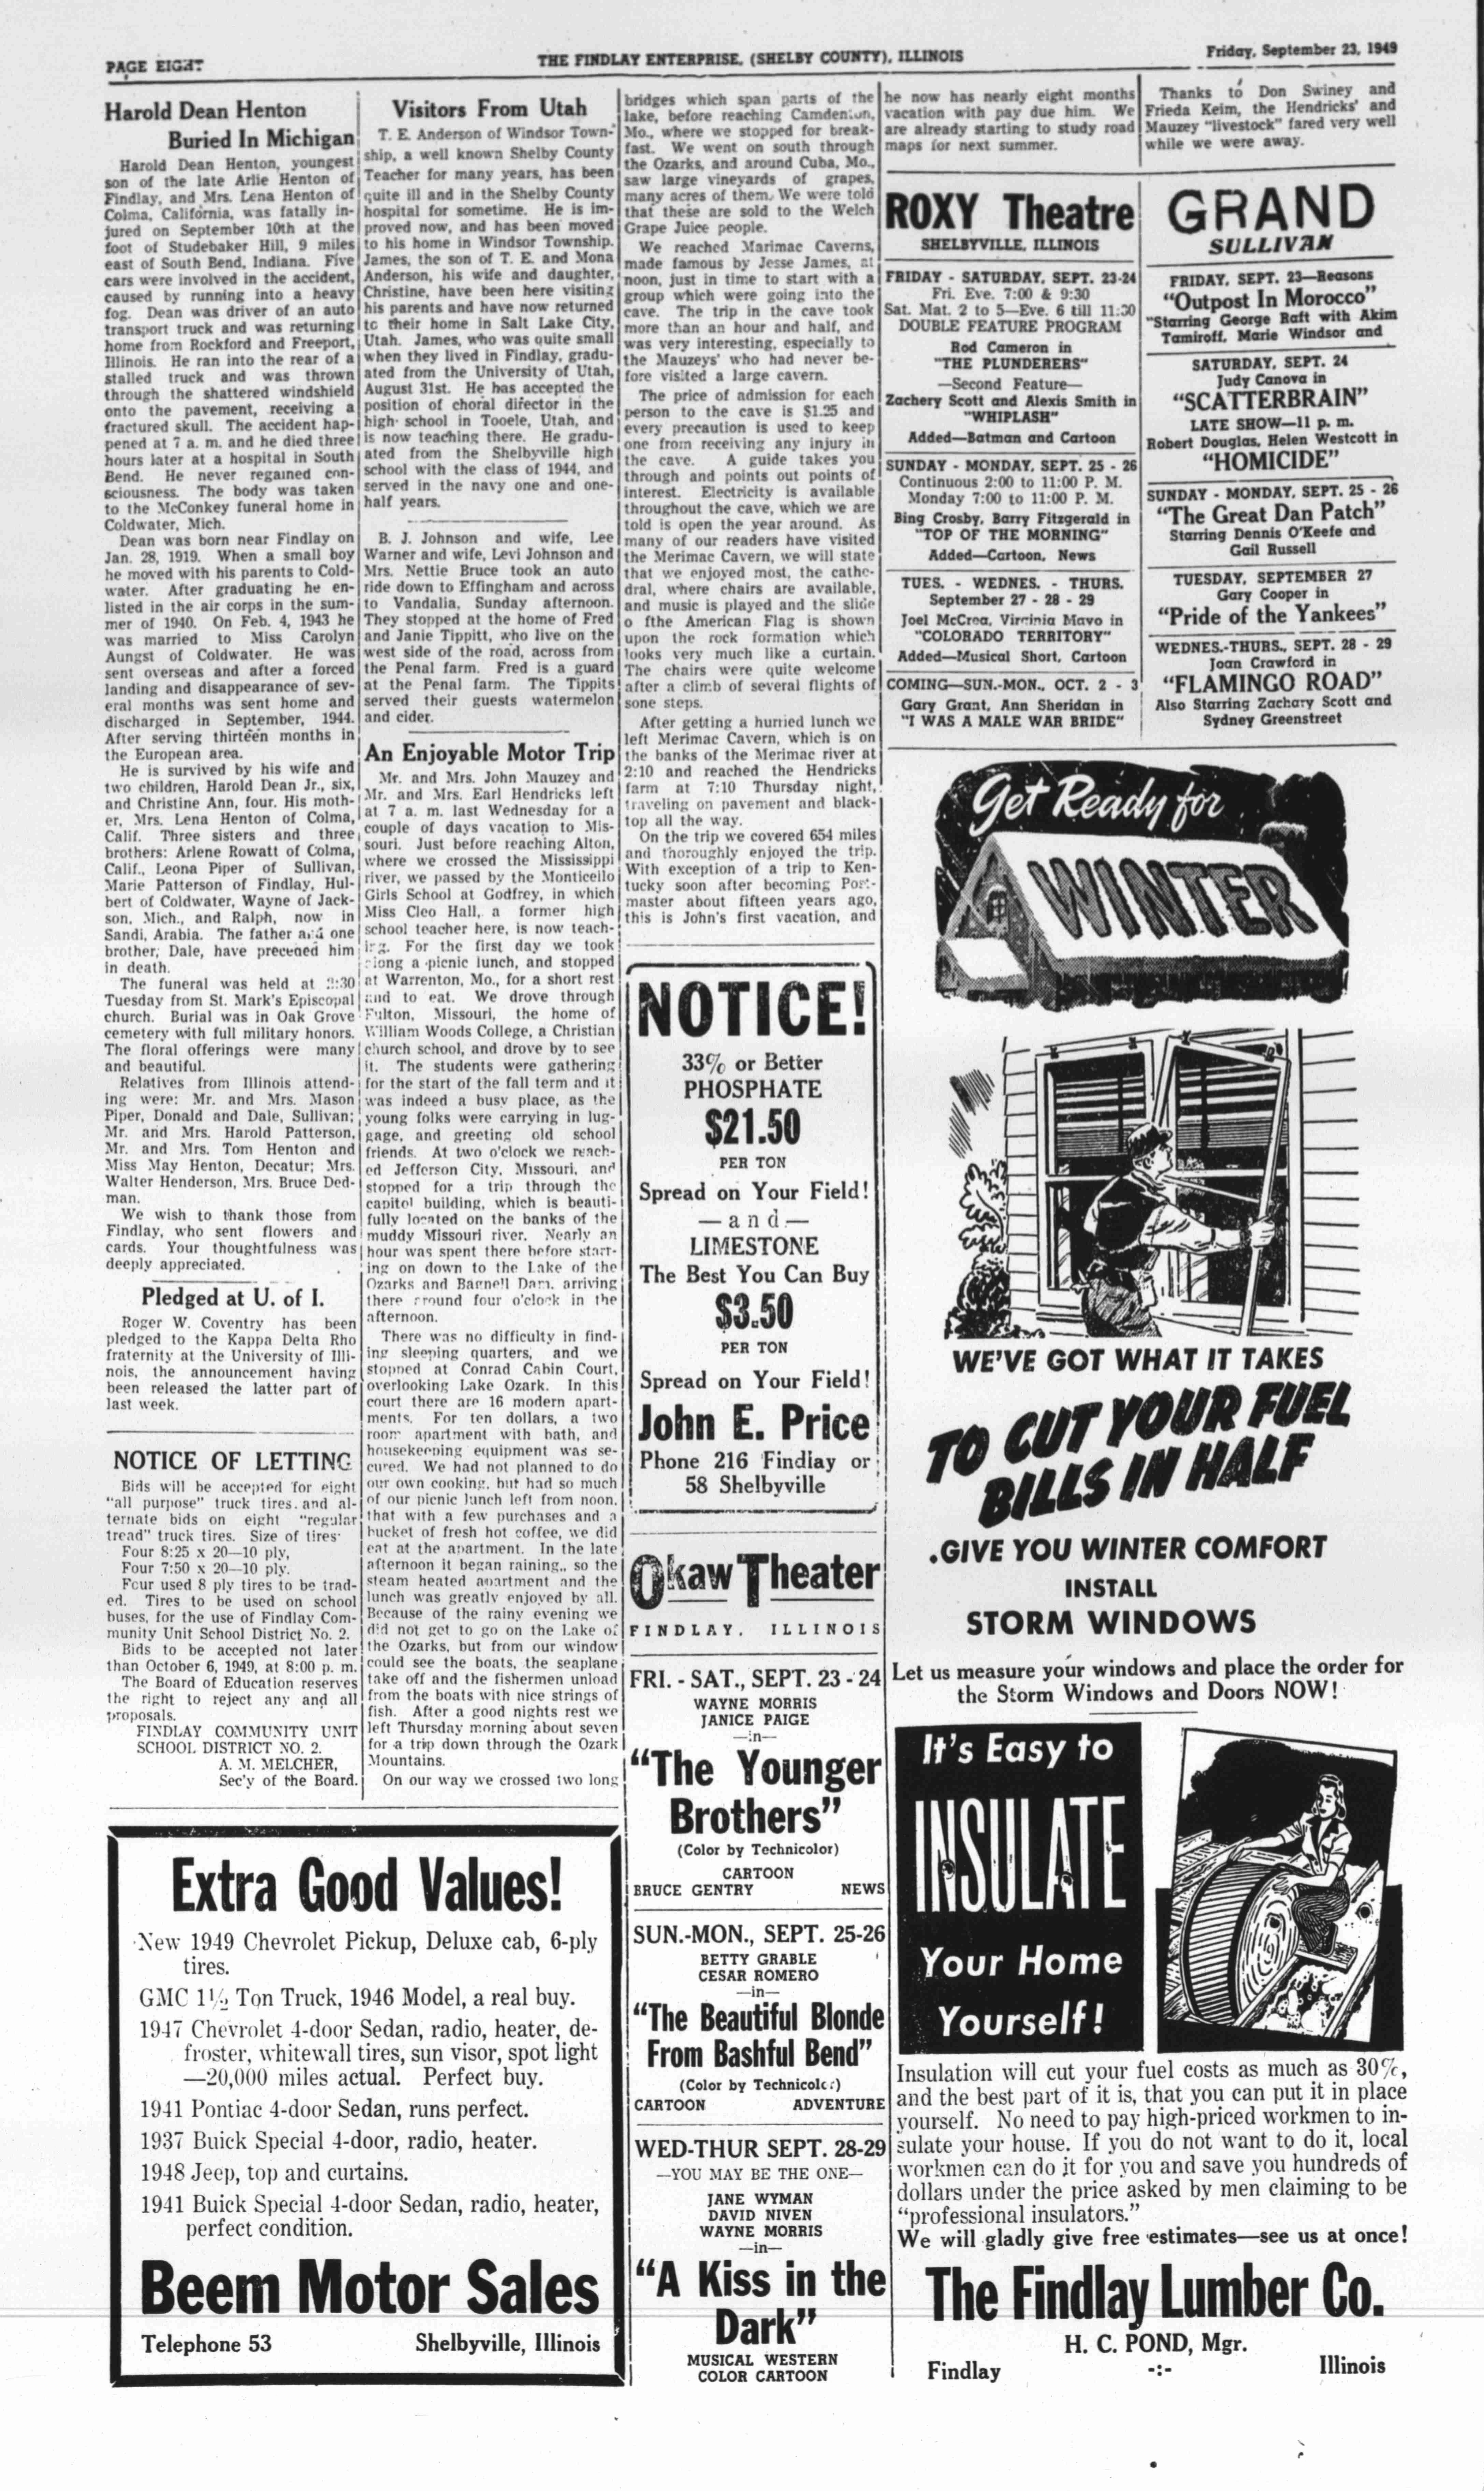 PAGE EIGHT
THE FINDLAY ENTERPRISE, (SHELBY COUNTY), ILLINOIS
Friday, September 23, 1949
Harold Dean Henton
Buried In Michigan
Harold Dean Henton, youngest
son of the late Arlie Henton of
Findlay, and Mrs. Lena Henton of
Colma, California, was fatally in-
jured on September 10th at the
foot of Studebaker Hill, 9 miles
east of South Bend, Indiana. Five
cars were involved in the accident,
caused by running into a heavy
fog. Dean was driver of an auto
transport truck and was returning
home from Rockford and Freeport,
Illinois. He ran into the rear of a
stalled truck and was thrown
through the shattered windshield
onto the pavement, receiving a
fractured skull. The accident hap-
pened at 7 a. m. and he died three
hours later at a hospital in South
Bend. He never regained con-
sciousness. The body was taken
to the McConkey funeral home in
Coldwater, Mich.
Dean was born near Findlay on
Jan. 28, 1919. When a small boy
he moved with his parents to Cold-
water. After graduating he en-
listed in the air corps in the sum-
mer of 1940. On Feb. 4, 1943 he
was married to Miss Carolyn
Aungst of Coldwater. He was
sent overseas and after a forced
landing and disappearance of sev-
eral months was sent home and
discharged in September, 1944.
After serving thirteen months in
the European area.
He is survived by his wife and
two children, Harold Dean Jr., six,
and Christine Ann, four. His moth-
er, Mrs. Lena Henton of Colma,
Calif. Three sisters and three
brothers: Arlene Rowatt of Colma,
Calif., Leona Piper of Sullivan,
Marie Patterson of Findlay, Hul-
bert of Coldwater, Wayne of Jack-
son, Mich., and Ralph, now in
Sandi, Arabia. The father and one
brother, Dale, have precened him
in death.
The funeral was held at 2:30
Tuesday from St. Mark's Episcopal
church. Burial was in Oak Grove
cemetery with full military honors.
The floral offerings were many
and beautiful.
Relatives from Illinois attend-
ing were: Mr. and Mrs. Mason
Piper, Donald and Dale, Sullivan;
Mr. and Mrs. Harold Patterson,
Mr. and Mrs. Tom Henton and
Miss May Henton, Decatur; Mrs.
Walter Henderson, Mrs. Bruce Ded-
man.
We wish to thank those from
Findlay, who sent flowers and
cards. Your thoughtfulness was
deeply appreciated.
Pledged at U. of I.
Roger W. Coventry has been
pledged to the Kappa Delta Rho
fraternity at the University of Illi-
nois, the announcement having
been released the latter part of
last week.
NOTICE OF LETTING
Bids will be accepted for eight
"all purpose" truck tires. and al-
ternate bids on eight "regular
tread" truck tires. Size of tires
Four 8:25 x 20—10 ply,
Four 7:50 x 20—10 ply.
Four used 8 ply tires to be trad-
ed. Tires to be used on school
buses, for the use of Findlay Com-
munity Unit School District No. 2.
Bids to be accepted not later
than October 6, 1949, at 8:00 p. m.
The Board of Education reserves
the right to reject any and all
proposals.
FINDLAY COMMUNITY UNIT
SCHOOL DISTRICT NO. 2.
A. M. MELCHER,
Sec'y of the Board.
Visitors From Utah
T. E. Anderson of Windsor Town-
ship, a well known Shelby County
Teacher for many years, has been
quite ill and in the Shelby County
hospital for sometime. He is im-
proved now, and has been moved
to his home in Windsor Township.
James, the son of T. E. and Mona
Anderson, his wife and daughter,
Christine, have been here visiting
his parents and have now returned
to their home in Salt Lake City,
Utah. James, who was quite small
when they lived in Findlay, gradu-
ated from the University of Utah,
August 31st. He has accepted the
position of choral director in the
high school in Tooele, Utah, and
is now teaching there. He gradu-
ated from the Shelbyville high
school with the class of 1944, and
served in the navy one and one-
half years.
B. J. Johnson and wife, Lee
Warner and wife, Levi Johnson and
Mrs. Nettie Bruce took an auto
ride down to Effingham and across
to Vandalia, Sunday afternoon.
They stopped at the home of Fred
and Janie Tippitt, who live on the
west side of the road, across from
the Penal farm. Fred is a guard
at the Penal farm. The Tippits
served their guests watermelon
and cider.
An Enjoyable Motor Trip
Mr. and Mrs. John Mauzey and
Mr. and Mrs. Earl Hendricks left
at 7 a. m. last Wednesday for a
couple of days vacation to Mis-
souri. Just before reaching Alton,
where we crossed the Mississippi
river, we passed by the Monticello
Girls School at Godfrey, in which
Miss Cleo Hall, a former high
school teacher here, is now teach-
ing. For the first day we took
along a picnic lunch, and stopped
at Warrenton, Mo., for a short rest
and to eat. We drove through
Fulton, Missouri, the home of
William Woods College, a Christian
church school, and drove by to see
it. The students were gathering
for the start of the fall term and it
was indeed a busy place, as the
young folks were carrying in lug-
gage, and greeting old school
friends. At two o'clock we reach-
ed Jefferson City, Missouri, and
stopped for a trip through the
capitol building, which is beauti-
fully located on the banks of the
muddy Missouri river. Nearly an
hour was spent there before start-
ing on down to the Lake of the
Ozarks and Bagnell Dam, arriving
there around four o'clock in the
afternoon.
There was no difficulty in find-
ing sleeping quarters, and we
stopped at Conrad Cabin Court,
overlooking Lake Ozark. In this
court there are 16 modern apart-
ments. For ten dollars, a two
room apartment with bath, and
housekeeping equipment was se-
cured. We had not planned to do
our own cooking, but had so much
of our picnic lunch left from noon,
that with a few purchases and a
bucket of fresh hot coffee, we did
eat at the apartment. In the late
afternoon it began raining,, so the
steam heated apartment and the
lunch was greatly enjoyed by all.
Because of the rainy evening we
did not get to go on the Lake of
the Ozarks, but from our window
could see the boats, the seaplane
take off and the fishermen unload
from the boats with nice strings of
fish. After a good nights rest we
left Thursday morning about seven
for a trip down through the Ozark
Mountains.
On our way we crossed two long
bridges which span parts of the
lake, before reaching Camdenton,
Mo., where we stopped for break-
fast. We went on south through
the Ozarks, and around Cuba, Mo.,
saw large vineyards of grapes,
many acres of them. We were told
that these are sold to the Welch
Grape Juice people.
We reached Marimac Caverns,
made famous by Jesse James, at
noon, just in time to start with a
group which were going into the
cave. The trip in the cave took
more than an hour and half, and
was very interesting, especially to
the Mauzeys' who had never be-
fore visited a large cavern.
The price of admission for each
person to the cave is $1.25 and
every precaution is used to keep
one from receiving any injury in
the cave. A guide takes you
through and points out points of
interest. Electricity is available
throughout the cave, which we are
told is open the year around. As
many of our readers have visited
the Merimac Cavern, we will state
that we enjoyed most, the cathe-
dral, where chairs are available,
and music is played and the slide
o fthe American Flag is shown
upon the rock formation which
looks very much like a curtain.
The chairs were quite welcome
after a climb of several flights of
sone steps.
After getting a hurried lunch we
left Merimac Cavern, which is on
the banks of the Merimac river at
2:10 and reached the Hendricks
farm at 7:10 Thursday night,
traveling on pavement and black-
top all the way.
On the trip we covered 654 miles
and thoroughly enjoyed the trip.
With exception of a trip to Ken-
tucky soon after becoming Post-
master about fifteen years ago,
this is John's first vacation, and
he now has nearly eight months
vacation with pay due him. We
are already starting to study road
maps for next summer.
Thanks to Don Swiney and
Frieda Keim, the Hendricks' and
Mauzey "livestock" fared very well
while we were away.
ROXY Theatre
SHELBYVILLE, ILLINOIS
FRIDAY - SATURDAY, SEPT. 23-24
Fri. Eve. 7:00 & 9:30
Sat. Mat. 2 to 5—Eve. 6 till 11:30
DOUBLE FEATURE PROGRAM
Rod Cameron in
"THE PLUNDERERS"
—Second Feature—
Zachery Scott and Alexis Smith in
"WHIPLASH"
Added—Batman and Cartoon
SUNDAY - MONDAY, SEPT. 25 - 26
Continuous 2:00 to 11:00 P. M.
Monday 7:00 to 11:00 P. M.
Bing Crosby, Barry Fitzgerald in
"TOP OF THE MORNING"
Added—Cartoon, News
TUES. - WEDNES. - THURS.
September 27 - 28 - 29
Joel McCrea, Virginia Mayo in
"COLORADO TERRITORY"
Added—Musical Short, Cartoon
COMING—SUN.-MON., OCT. 2 - 3
Gary Grant, Ann Sheridan in
"I WAS A MALE WAR BRIDE"
GRAND
SULLIVAN
FRIDAY, SEPT. 23—Reasons
"Outpost In Morocco"
"Starring George Raft with Akim
Tamiroff, Marie Windsor and
SATURDAY, SEPT. 24
Judy Canova in
"SCATTERBRAIN"
LATE SHOW—11 p. m.
Robert Douglas, Helen Westcott in
"HOMICIDE"
SUNDAY - MONDAY, SEPT. 25 - 26
"The Great Dan Patch"
Starring Dennis O'Keefe and
Gail Russell
TUESDAY, SEPTEMBER 27
Gary Cooper in
"Pride of the Yankees"
WEDNES.-THURS., SEPT. 28 - 29
Joan Crawford in
"FLAMINGO ROAD"
Also Starring Zachary Scott and
Sydney Greenstreet
NOTICE!
33% or Better
PHOSPHATE
$21.50
PER TON
Spread on Your Field!
—and—
LIMESTONE
The Best You Can Buy
$3.50
PER TON
Spread on Your Field!
John E. Price
Phone 216 Findlay or
58 Shelbyville
Okaw Theater
FINDLAY, ILLINOIS
FRI. - SAT., SEPT. 23 - 24
WAYNE MORRIS
JANICE PAIGE
—in—
"The Younger
Brothers"
(Color by Technicolor)
CARTOON
BRUCE GENTRY NEWS
SUN.-MON., SEPT. 25-26
BETTY GRABLE
CESAR ROMERO
—in—
"The Beautiful Blonde
From Bashful Bend"
(Color by Technicolor)
CARTOON ADVENTURE
WED-THUR SEPT. 28-29
—YOU MAY BE THE ONE—
JANE WYMAN
DAVID NIVEN
WAYNE MORRIS
—in—
"A Kiss in the
Dark"
MUSICAL WESTERN
COLOR CARTOON
Get Ready for
WINTER
WE'VE GOT WHAT IT TAKES
TO CUT YOUR FUEL
BILLS IN HALF
.GIVE YOU WINTER COMFORT
INSTALL
STORM WINDOWS
Let us measure your windows and place the order for
the Storm Windows and Doors NOW!
It's Easy to
INSULATE
Your Home
Yourself!
Insulation will cut your fuel costs as much as 30%,
and the best part of it is, that you can put it in place
yourself. No need to pay high-priced workmen to in-
sulate your house. If you do not want to do it, local
workmen can do it for you and save you hundreds of
dollars under the price asked by men claiming to be
"professional insulators."
We will gladly give free estimates—see us at once!
The Findlay Lumber Co.
H. C. POND, Mgr.
Findlay -:- Illinois
Extra Good Values!
New 1949 Chevrolet Pickup, Deluxe cab, 6-ply
tires.
GMC 1½ Ton Truck, 1946 Model, a real buy.
1947 Chevrolet 4-door Sedan, radio, heater, de-
froster, whitewall tires, sun visor, spot light
—20,000 miles actual. Perfect buy.
1941 Pontiac 4-door Sedan, runs perfect.
1937 Buick Special 4-door, radio, heater.
1948 Jeep, top and curtains.
1941 Buick Special 4-door Sedan, radio, heater,
perfect condition.
Beem Motor Sales
Telephone 53 Shelbyville, Illinois